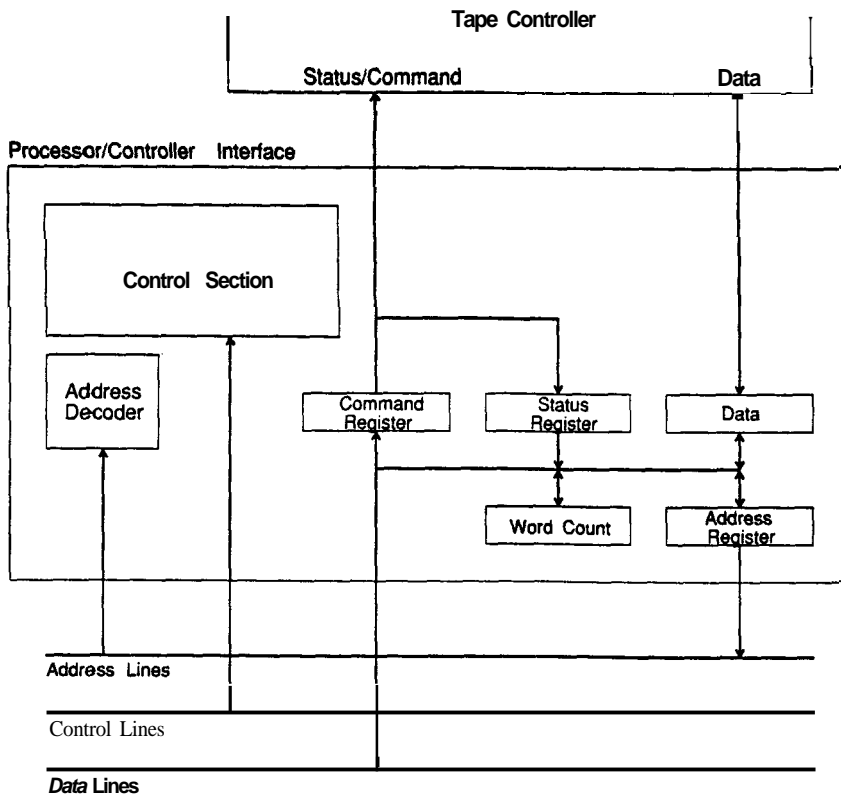 Tape Controller
Status/Command
Data
Processor/Controller Interface
Control Section
Address
Decoder
Command
Register
Status
Register
Data
Word Count
Address
Register
Address Lines
Control Lines
Data Lines